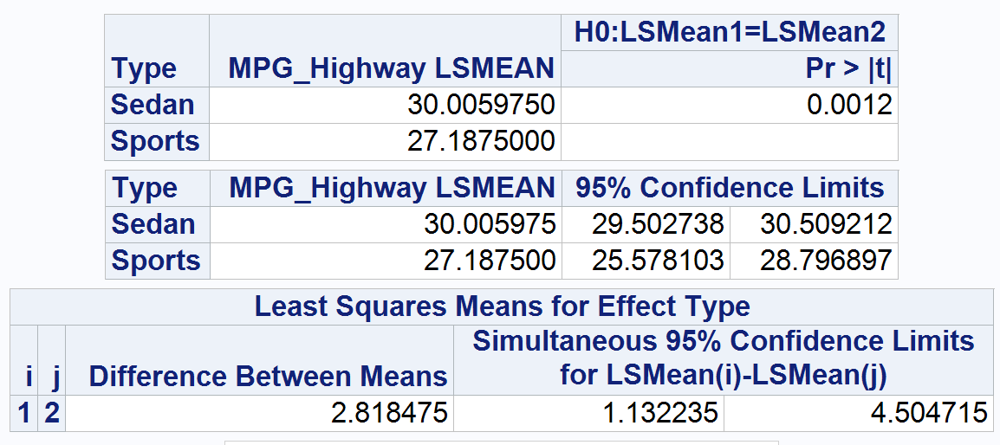 H0:LSMean1=LSMean2
Type MPG_Highway LSMEAN Pr > |t|
Sedan 30.0059750 0.0012
Sports 27.1875000
Type MPG_Highway LSMEAN 95% Confidence Limits
Sedan 30.005975 29.502738 30.509212
Sports 27.187500 25.578103 28.796897
Least Squares Means for Effect Type
Simultaneous 95% Confidence Limits
i j Difference Between Means for LSMean(i)-LSMean(j)
1 2 2.818475 1.132235 4.504715